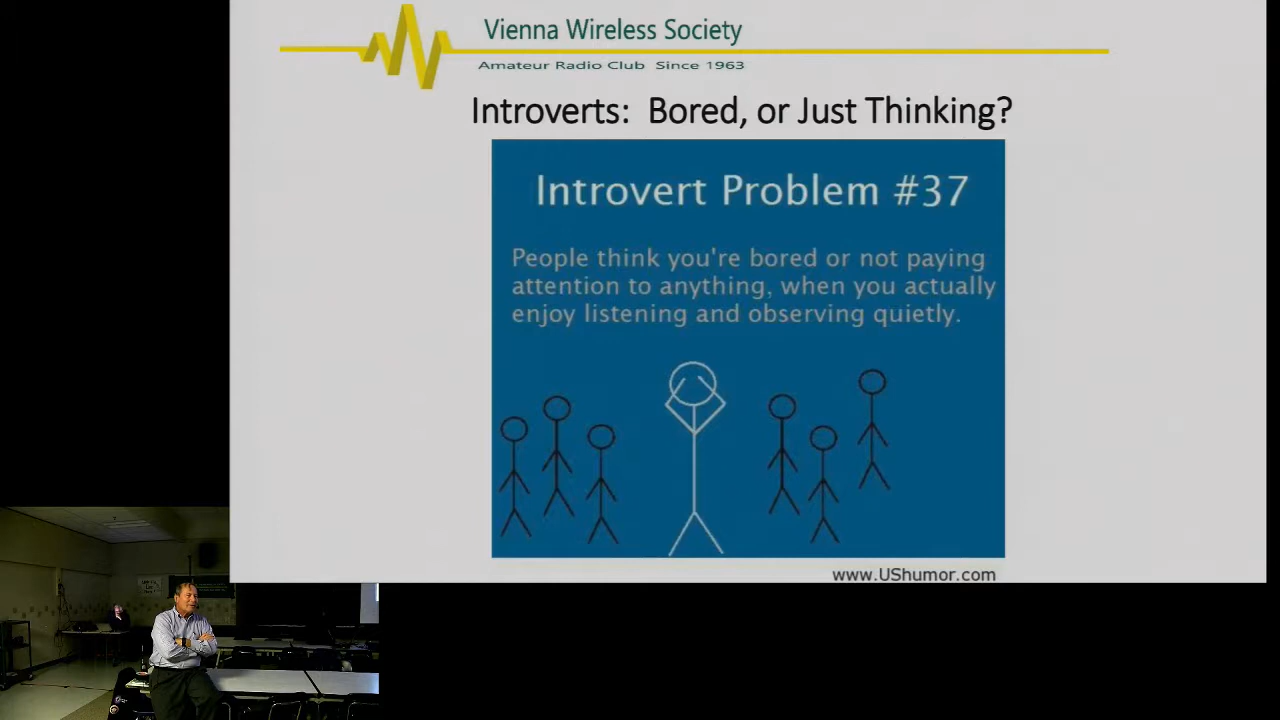 Vienna Wireless Society
Amateur Radio Club Since 1963
Introverts: Bored, or Just Thinking?
Introvert Problem #37
People think you're bored or not paying
attention to anything, when you actually
enjoy listening and observing quietly.
www.UShumor.com